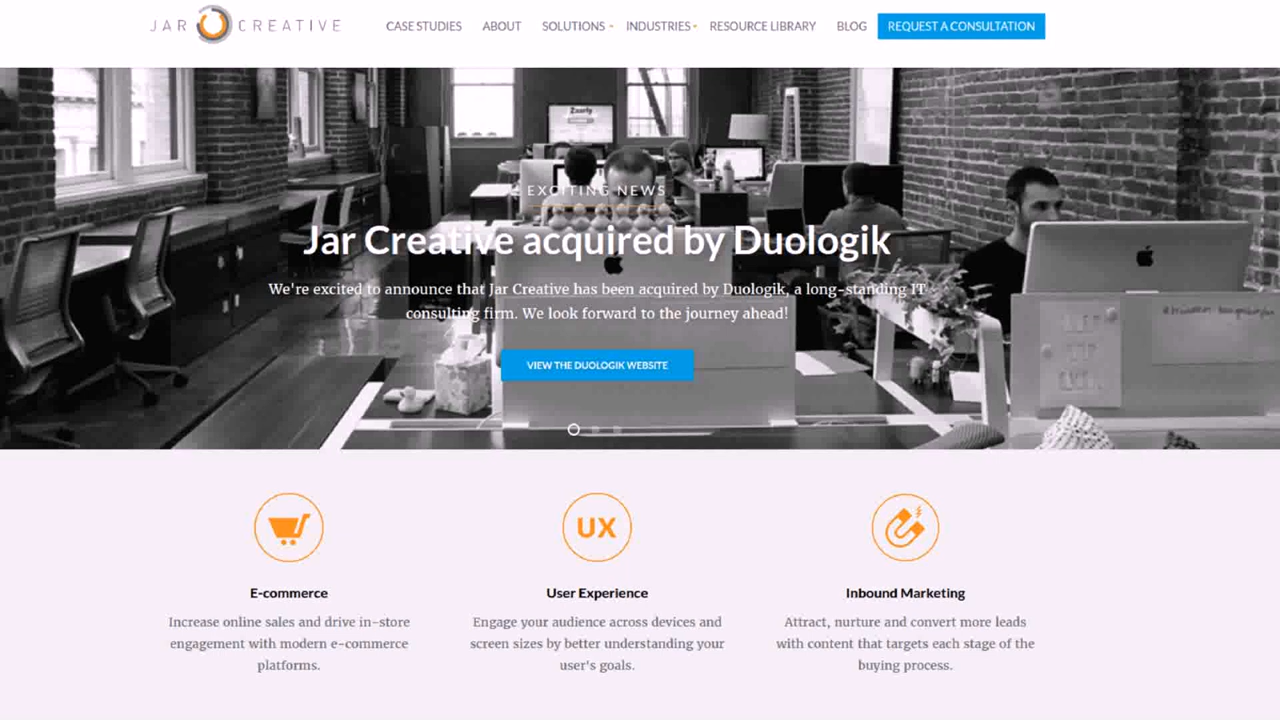 JAR CREATIVE
CASE STUDIES
ABOUT
SOLUTIONS
INDUSTRIES
RESOURCE LIBRARY
BLOG
REQUEST A CONSULTATION
Zaarly
EXCITING NEWS
Jar Creative acquired by Duologik
We're excited to announce that Jar Creative has been acquired by Duologik, a long-standing IT
consulting firm. We look forward to the journey ahead!
VIEW THE DUOLOGIK WEBSITE
UX
E-commerce
Increase online sales and drive in-store
engagement with modern e-commerce
platforms.
User Experience
Engage your audience across devices and
screen sizes by better understanding your
user's goals.
Inbound Marketing
Attract, nurture and convert more leads
with content that targets each stage of the
buying process.